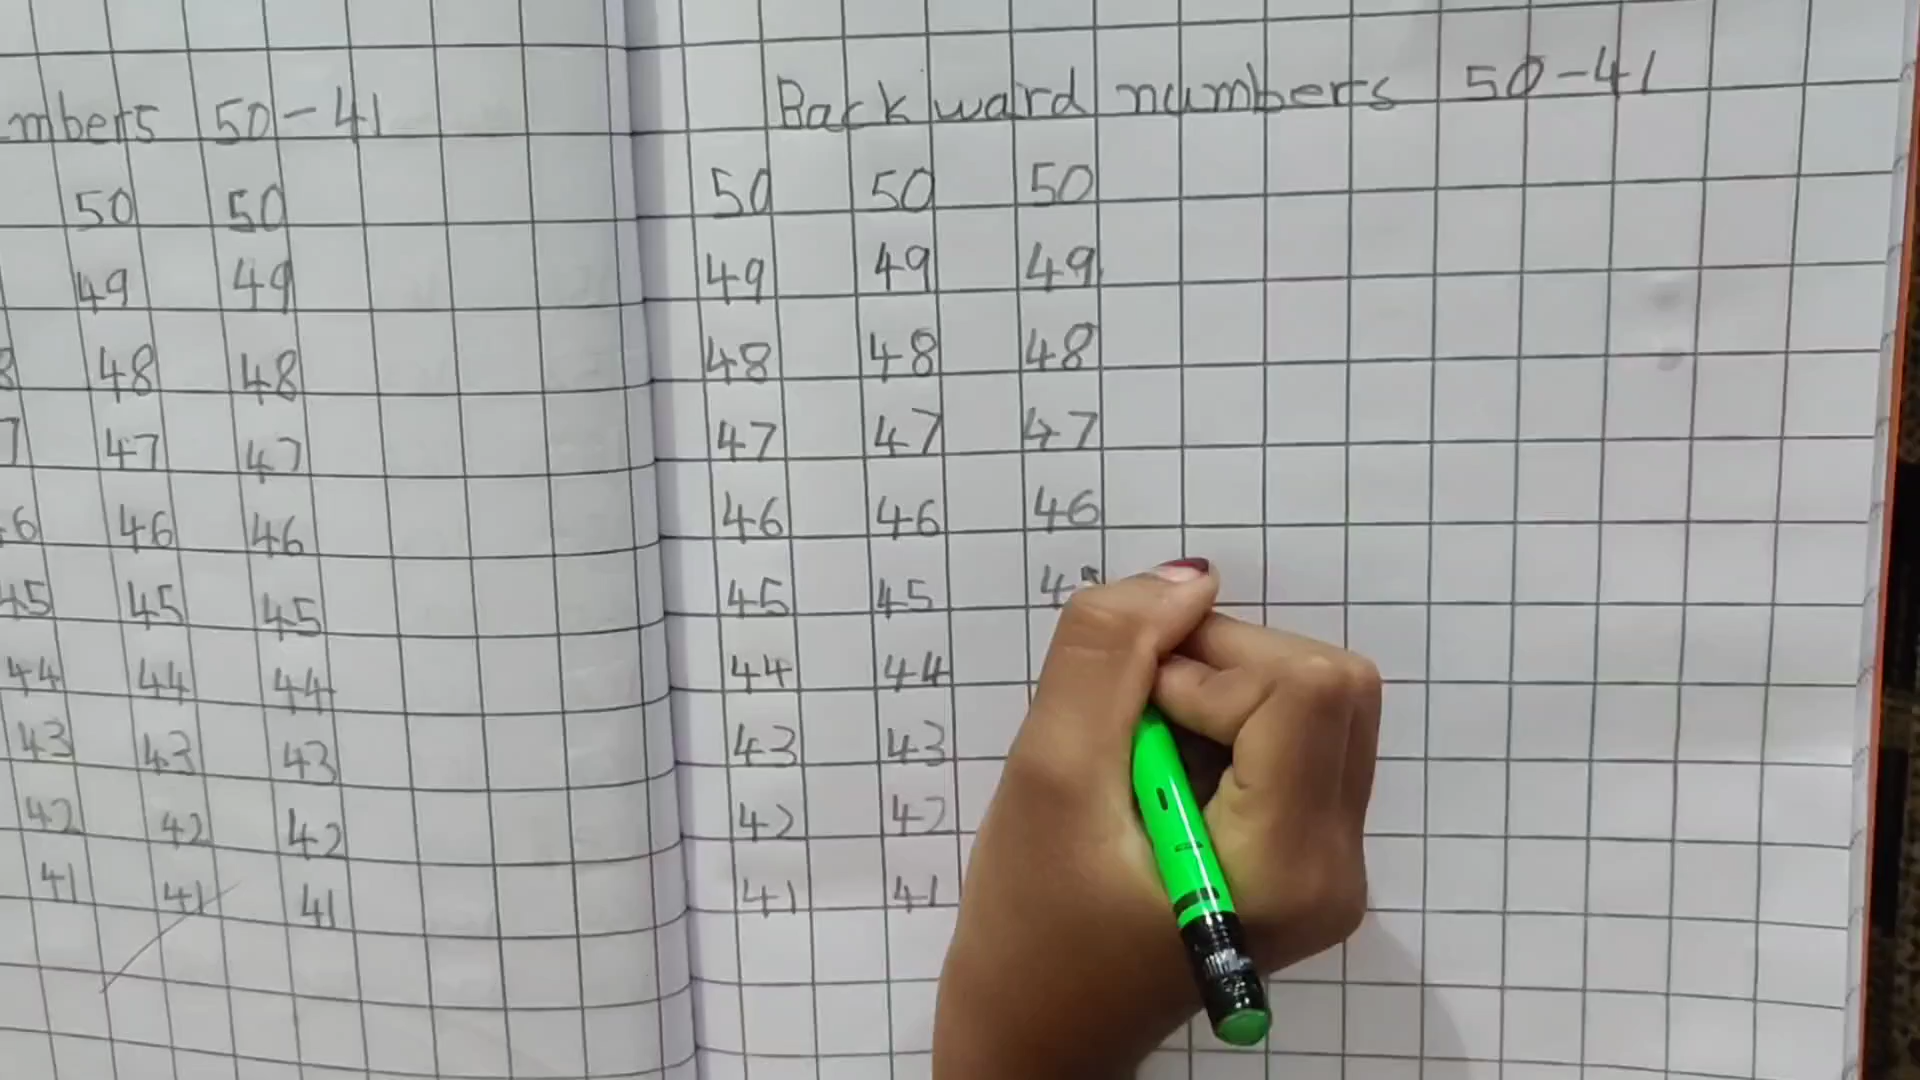 mbers 50-41
50 50
49 49
48 48
47 47
46 46
45 45 45
44 44 44
43 43 43
42 42 42
41 41 41
Backward numbers 50-41
50 50 50
49 49 49
48 48 48
47 47 47
46 46 46
45 45
44 44
43 43
42 42
41 41